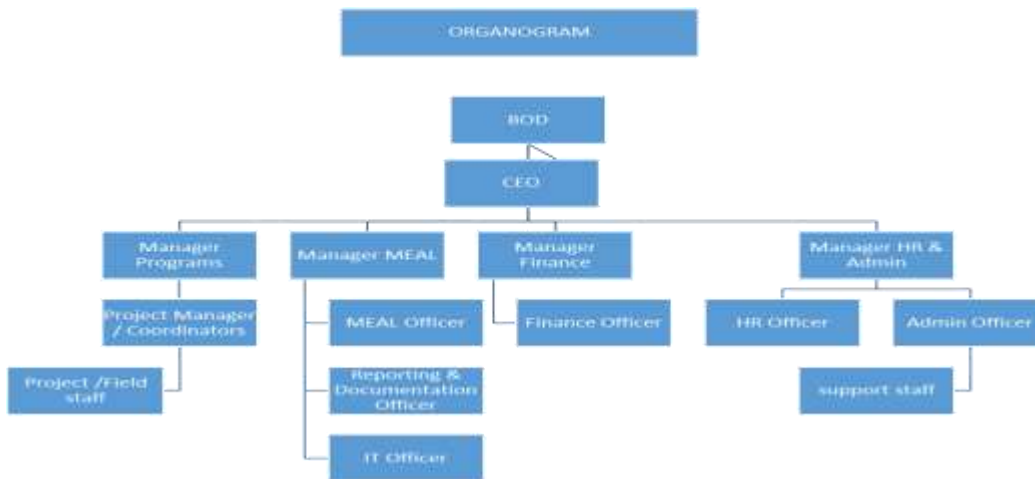 ORGANOGRAM
BOD
CEO
Manager
Programs
Manager MEAL
Manager
Finance
Manager HR &
Admin
Project Manager
/ Coordinators
MEAL Officer
Finance Officer
HR Officer
Admin Officer
Project /Field
staff
Reporting &
Documentation
Officer
support staff
IT Officer